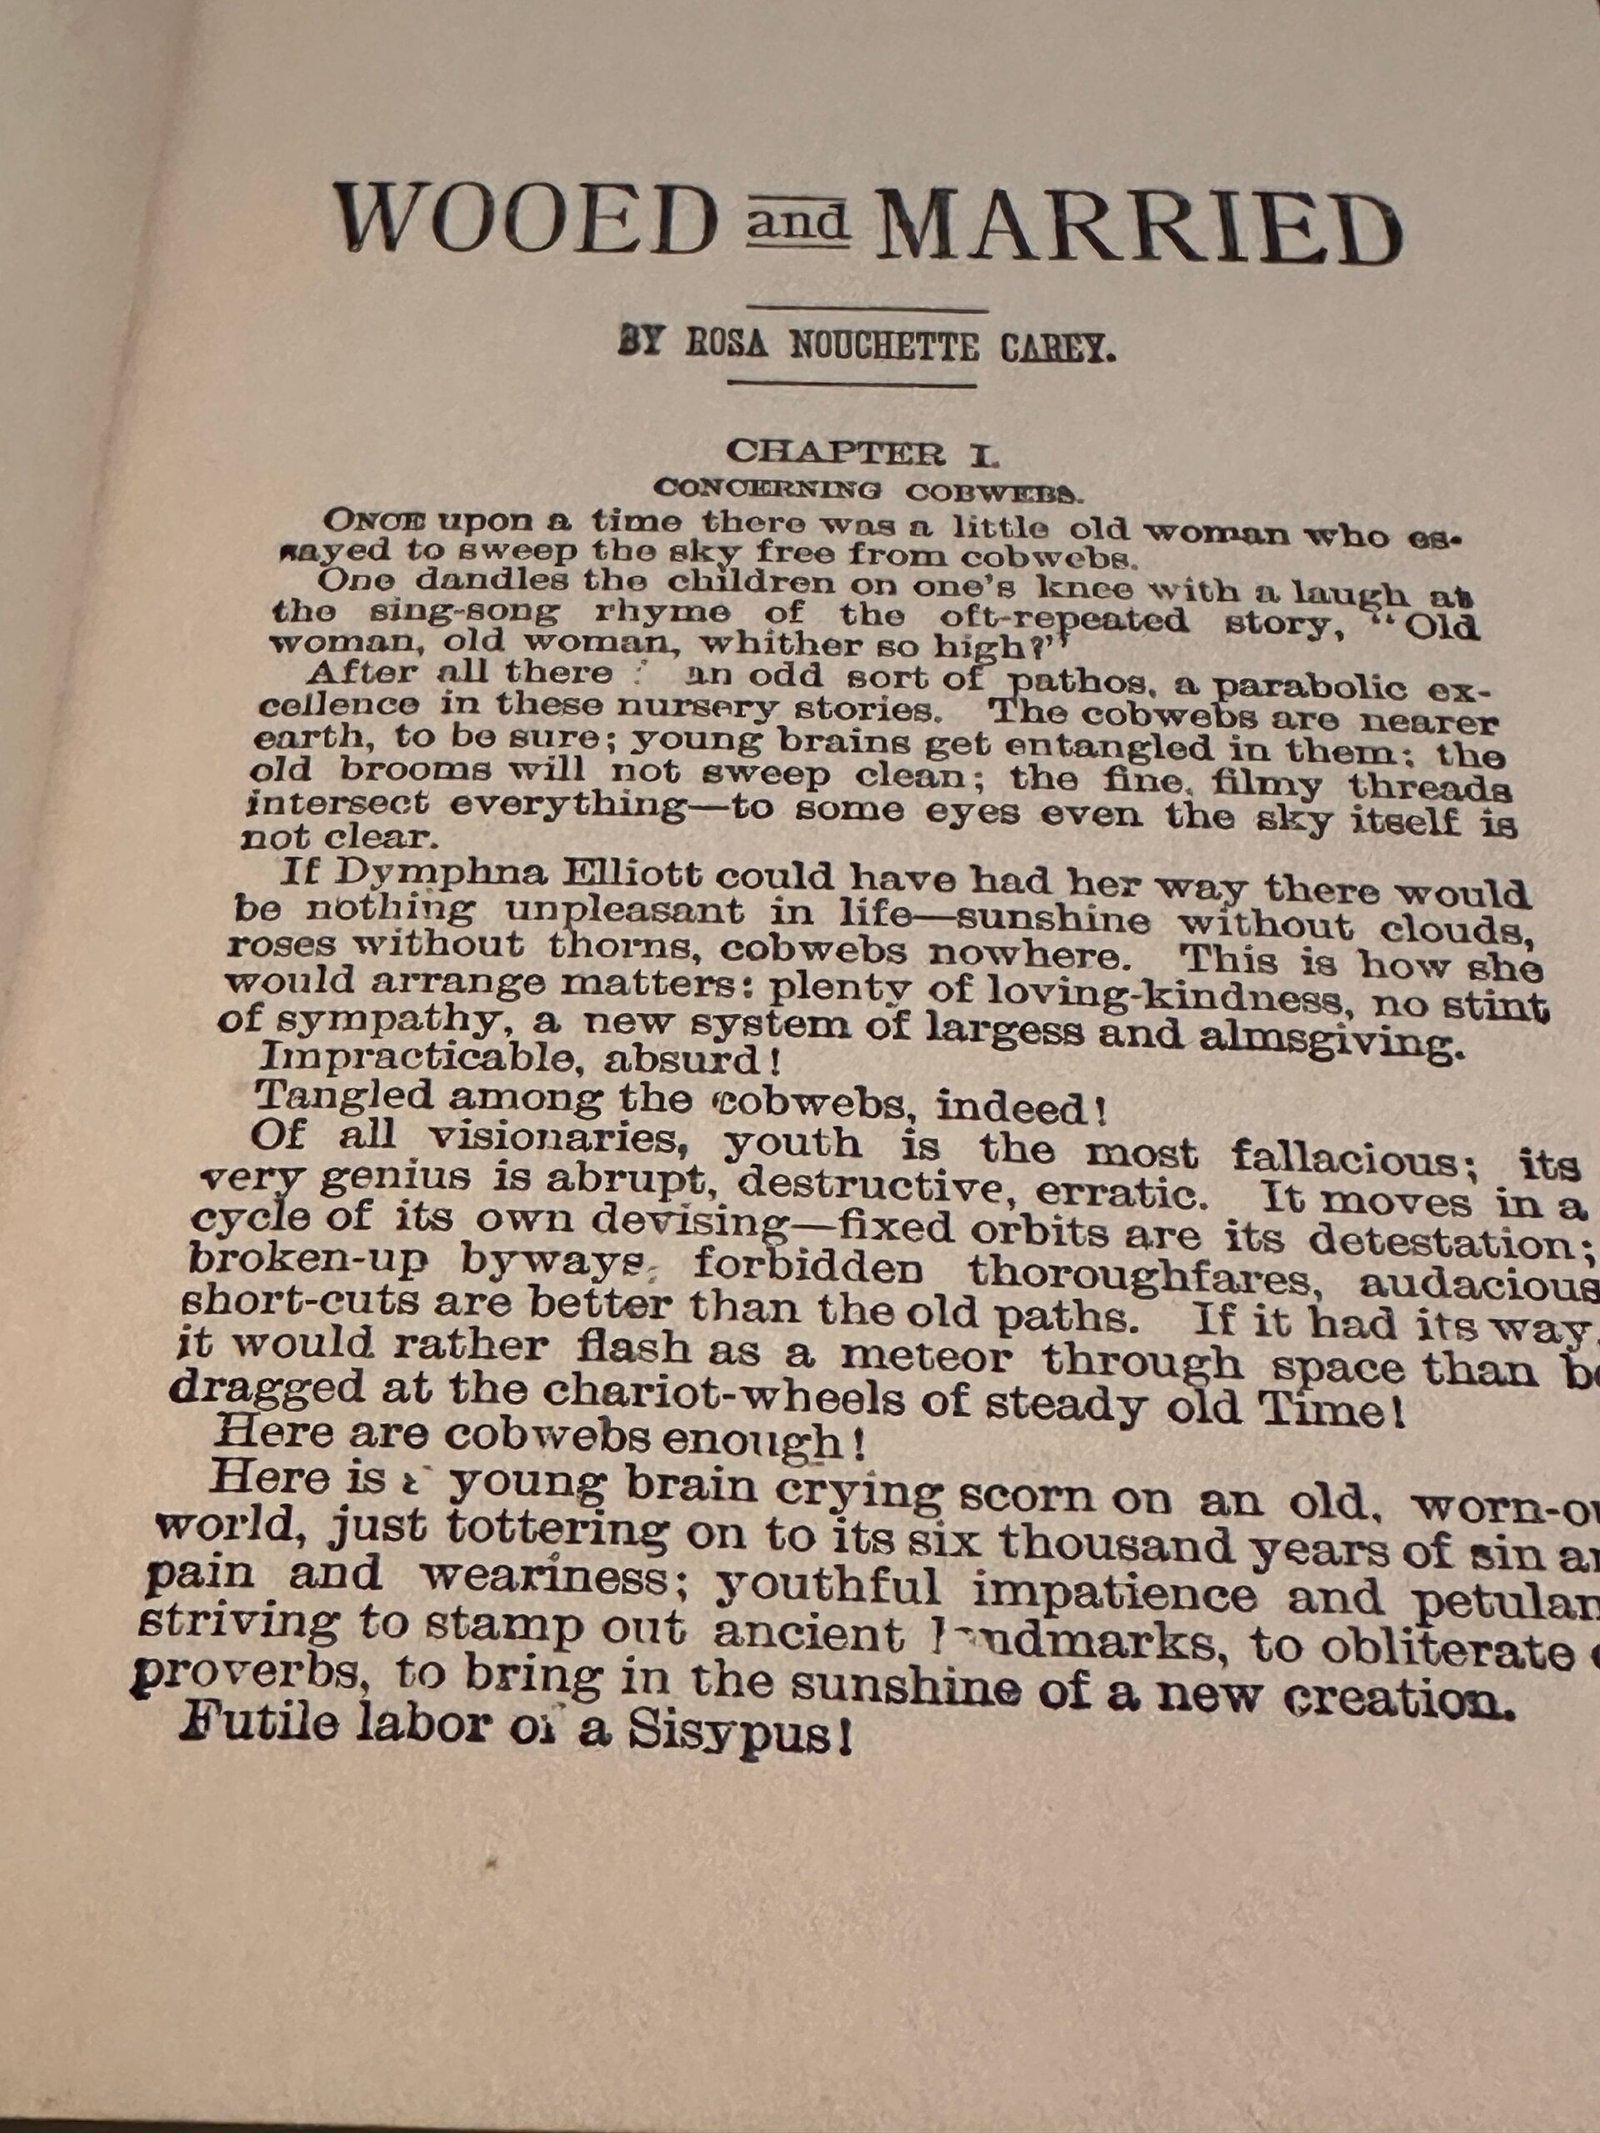 WOOED and MARRIED
BY ROSA NOUCHETTE CAREY.
CHAPTER I.
CONCERNING COBWEBS.
ONCE upon a time there was a little old woman who es-
sayed to sweep the sky free from cobwebs.
One dandles the children on one's knee with a laugh at
the sing-song rhyme of the oft-repeated story, "Old
woman, old woman, whither so high?"
After all there an odd sort of pathos, a parabolic ex-
cellence in these nursery stories. The cobwebs are nearer
earth, to be sure; young brains get entangled in them; the
old brooms will not sweep clean; the fine, filmy threads
intersect everything—to some eyes even the sky itself is
not clear.
If Dymphna Elliott could have had her way there would
be nothing unpleasant in life—sunshine without clouds,
roses without thorns, cobwebs nowhere. This is how she
would arrange matters: plenty of loving-kindness, no stint
of sympathy, a new system of largess and almsgiving.
Impracticable, absurd!
Tangled among the cobwebs, indeed!
Of all visionaries, youth is the most fallacious; its
very genius is abrupt, destructive, erratic. It moves in a
cycle of its own devising—fixed orbits are its detestation;
broken-up byways, forbidden thoroughfares, audacious
short-cuts are better than the old paths. If it had its way,
it would rather flash as a meteor through space than be
dragged at the chariot-wheels of steady old Time!
Here are cobwebs enough!
Here is a young brain crying scorn on an old, worn-ou
world, just tottering on to its six thousand years of sin an
pain and weariness; youthful impatience and petulan
striving to stamp out ancient landmarks, to obliterate
proverbs, to bring in the sunshine of a new creation.
Futile labor of a Sisypus!